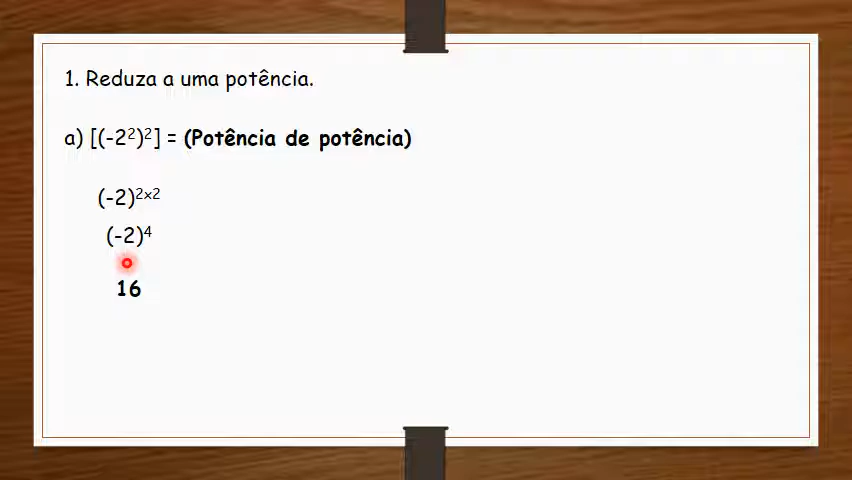 1. Reduza a uma potência.
a) [(-2²)²] = (Potência de potência)
(-2)²ˣ²
(-2)⁴
16